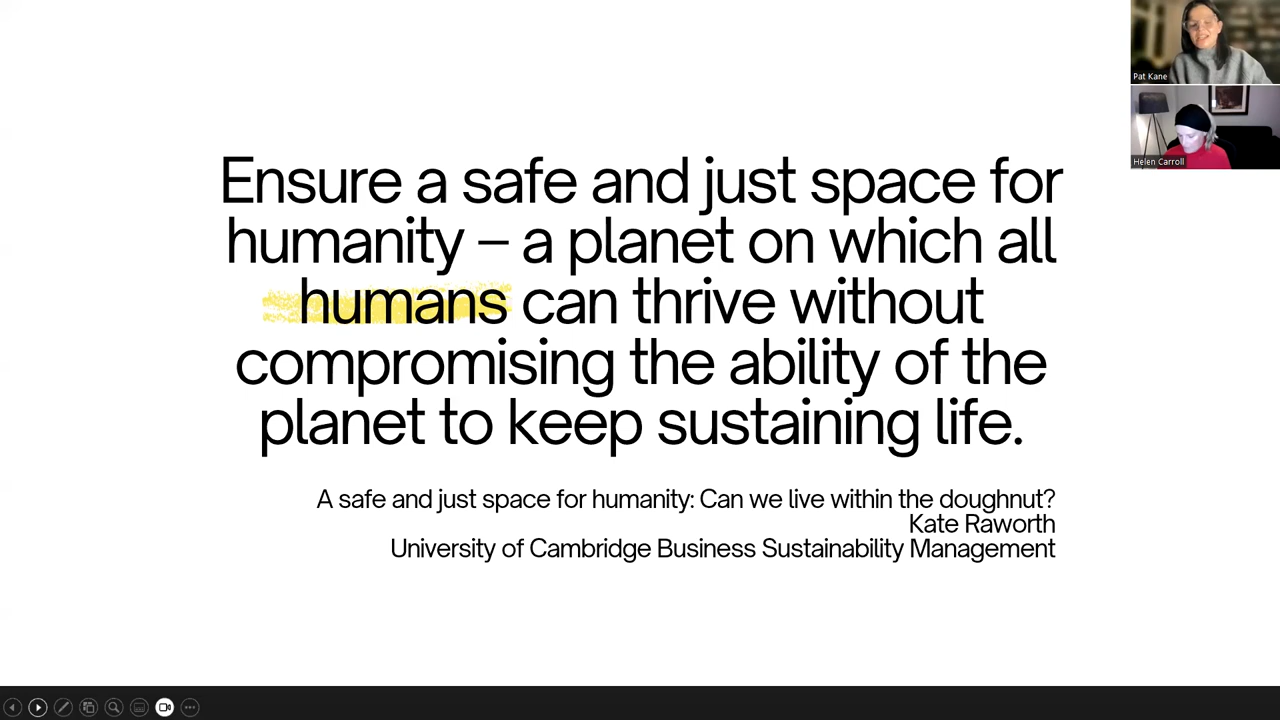 Ensure a safe and just space for
humanity – a planet on which all
humans can thrive without
compromising the ability of the
planet to keep sustaining life.
A safe and just space for humanity: Can we live within the doughnut?
Kate Raworth
University of Cambridge Business Sustainability Management
Pat Kane
Helen Carroll